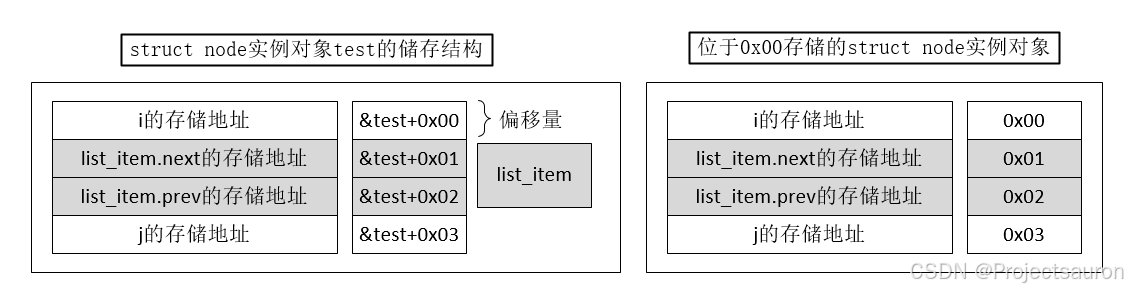 struct node实例对象test的储存结构
i的存储地址 &test+0x00 偏移量
list_item.next的存储地址 &test+0x01
list_item.prev的存储地址 &test+0x02
list_item
j的存储地址 &test+0x03
位于0x00存储的struct node实例对象
i的存储地址 0x00
list_item.next的存储地址 0x01
list_item.prev的存储地址 0x02
j的存储地址 0x03
CSDN @Projectsauron